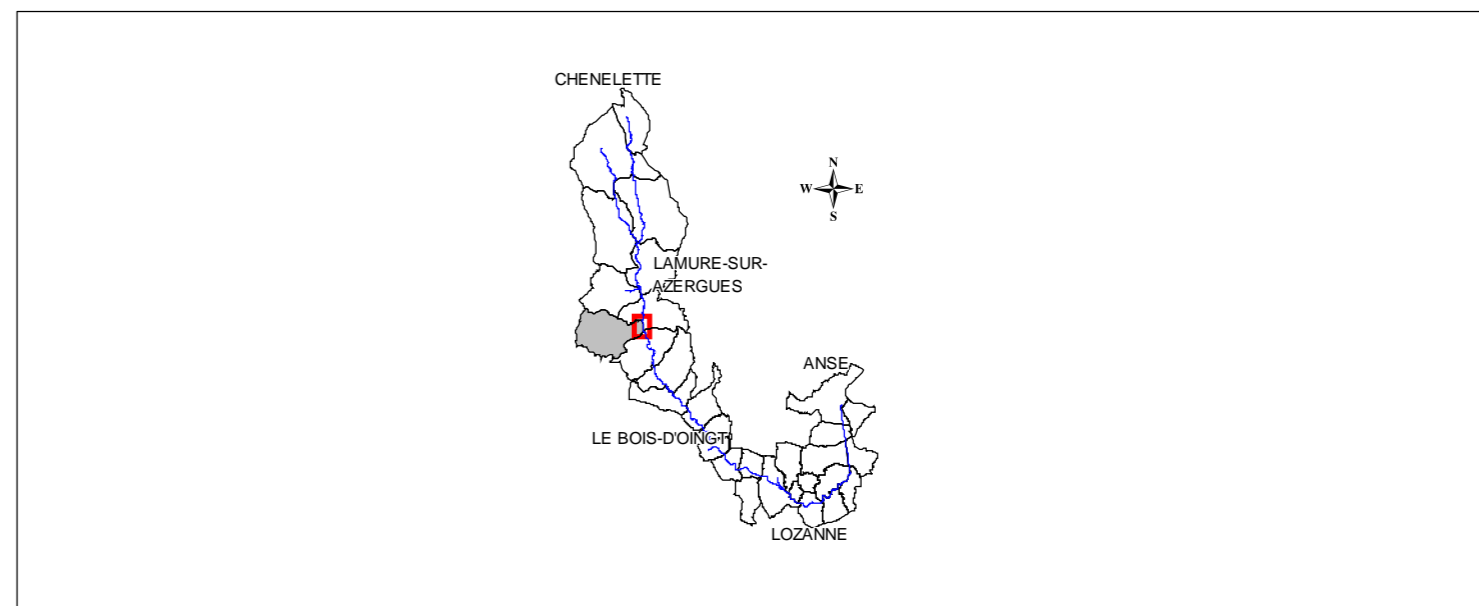 CHENELETTE
N
W E
S
LAMURE-SUR-
AZERGUES
ANSE
LE BOIS-D'OINGT
LOZANNE